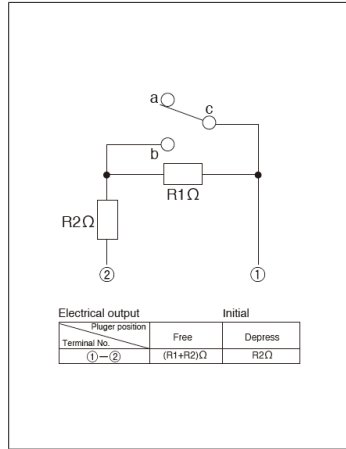 a
c
b
R1Ω
R2Ω
② ①
Electrical output Initial
Pluger position
Terminal No.
Free Depress
①—② (R1+R2)Ω R2Ω